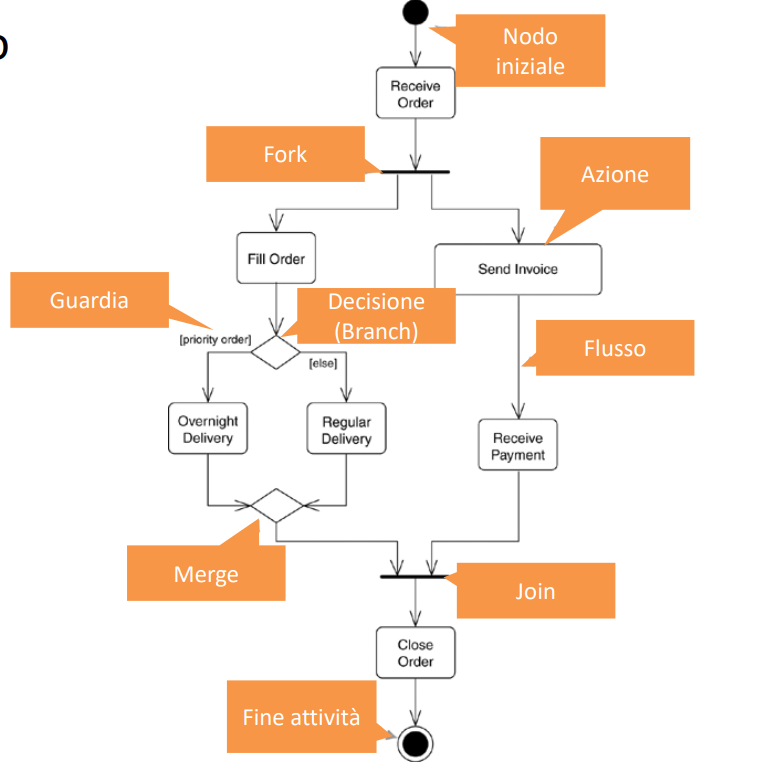 Nodo
iniziale
Receive
Order
Fork
Azione
Fill Order
Send Invoice
Guardia
Decisione
(Branch)
[priority order]
[else]
Flusso
Overnight
Delivery
Regular
Delivery
Receive
Payment
Merge
Join
Close
Order
Fine attività